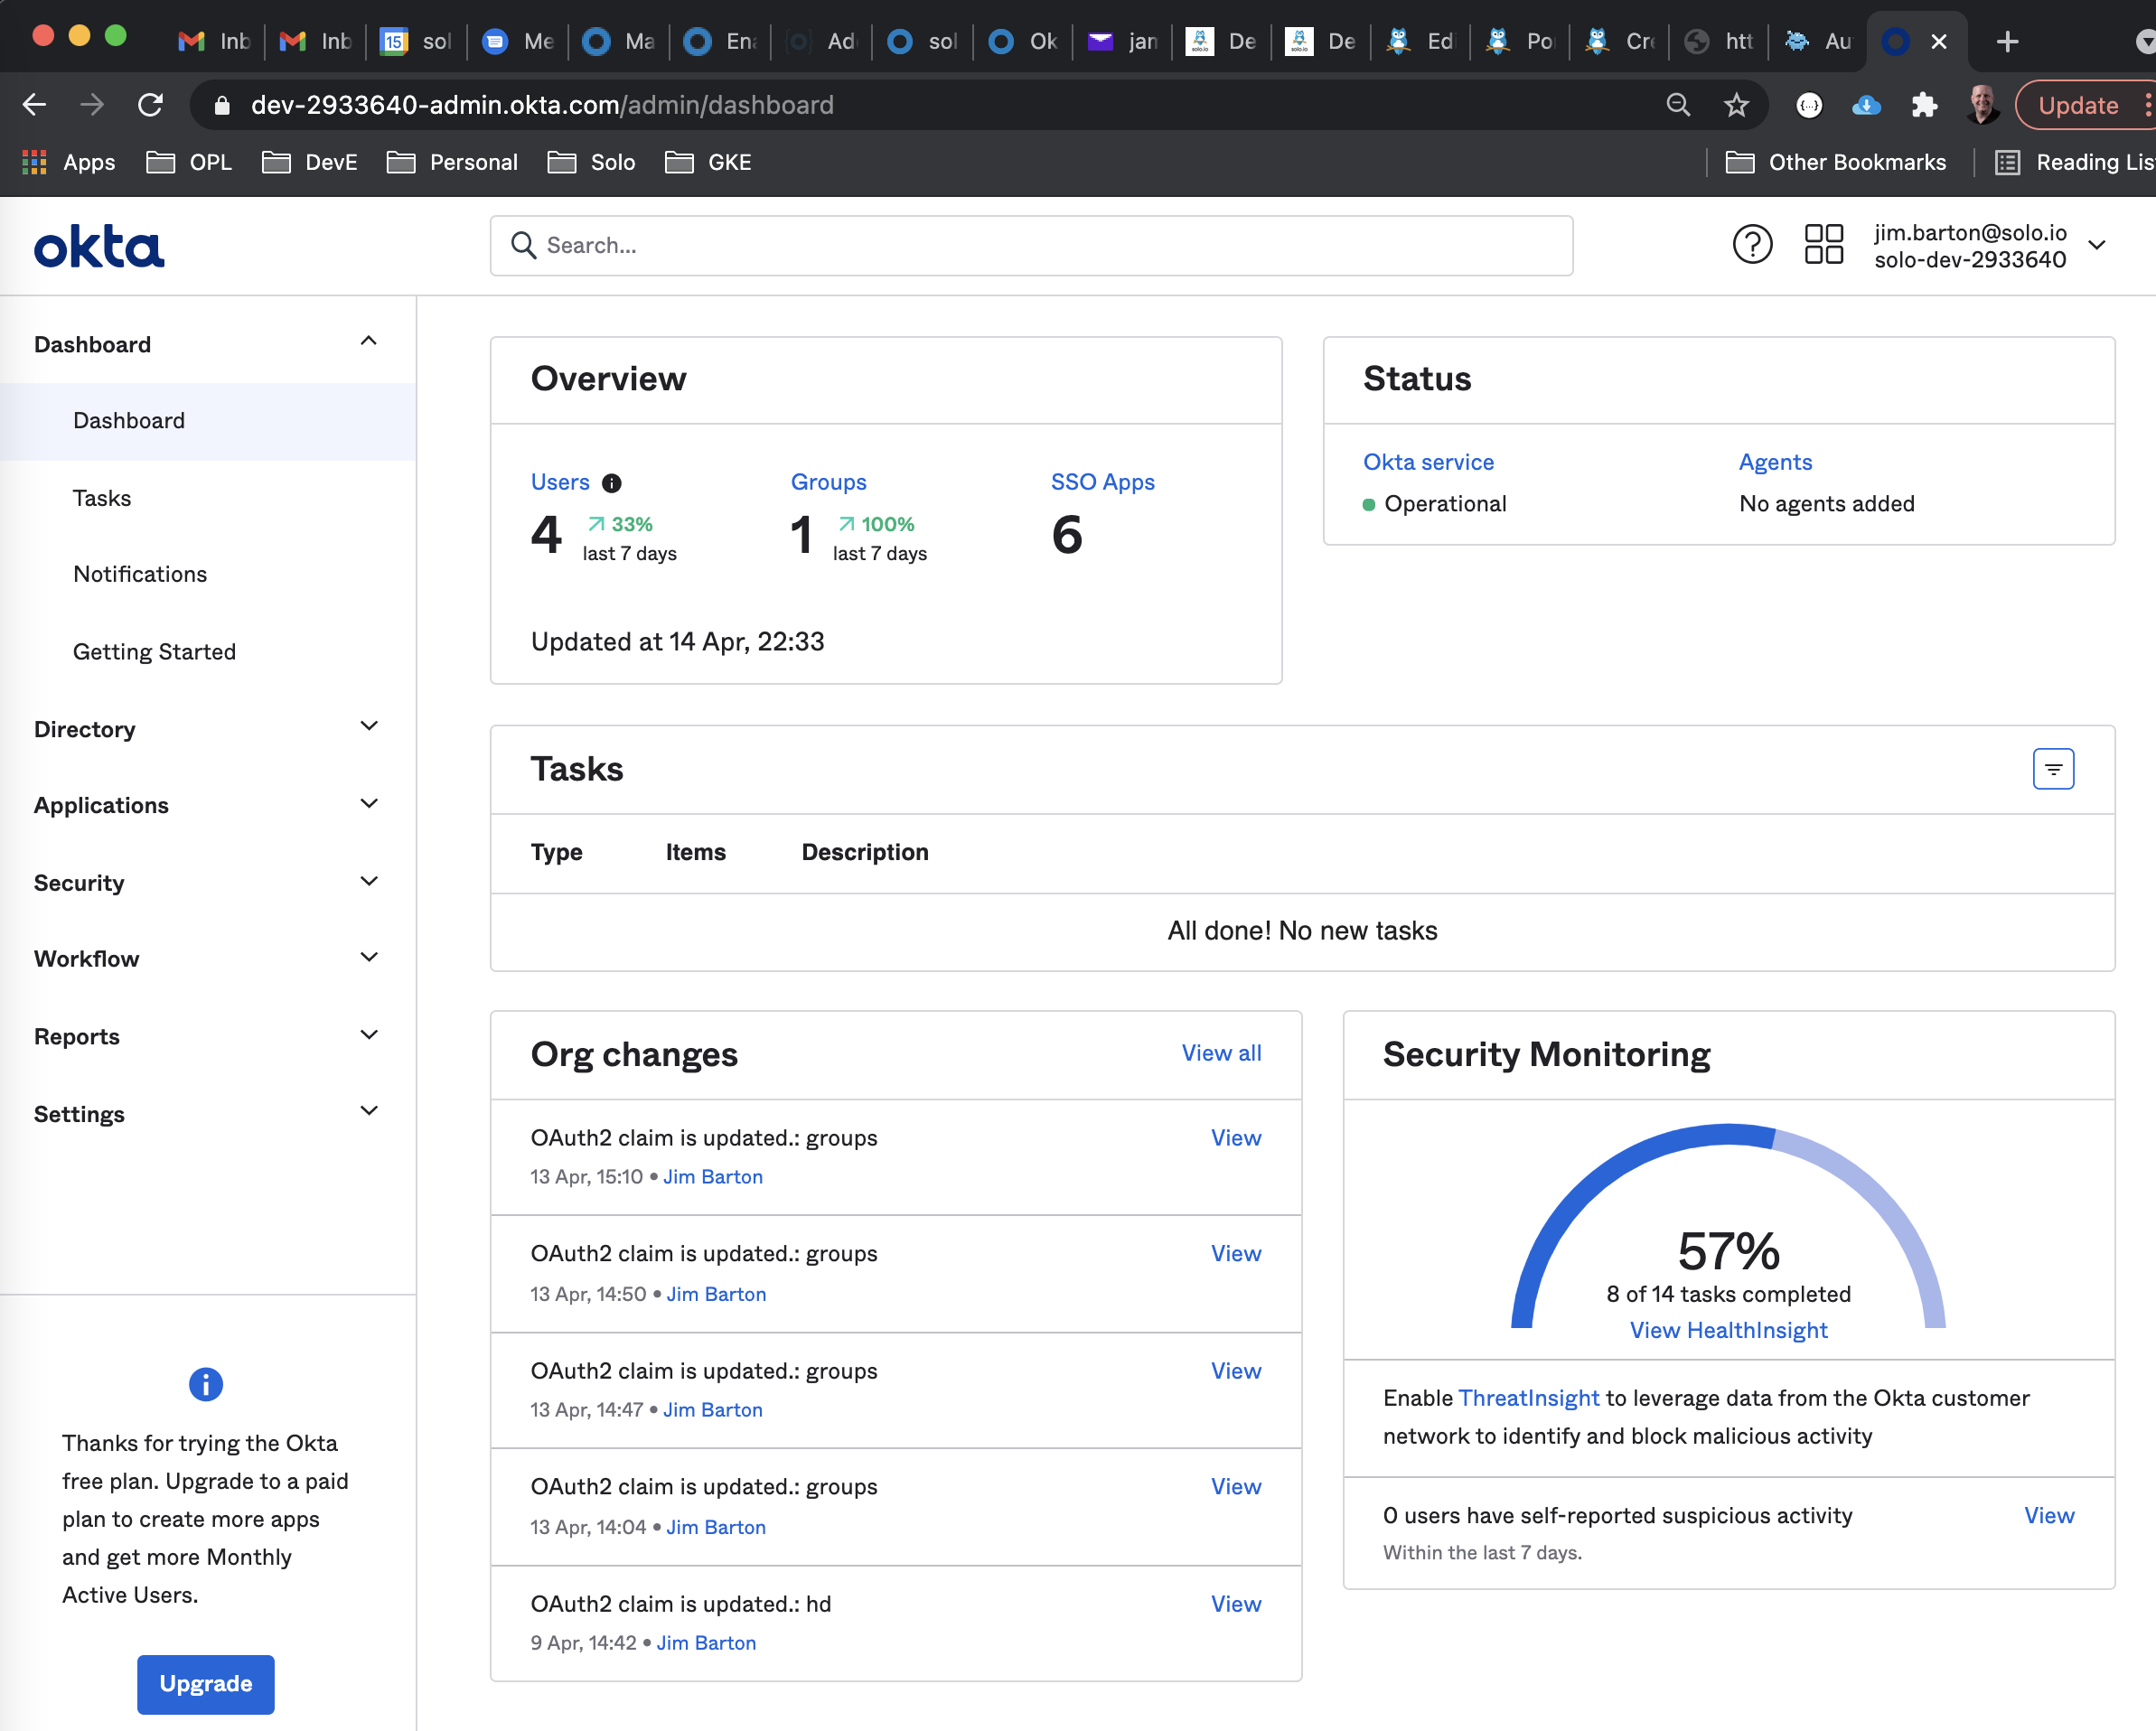 Inb
Inb
15
sol
Me
Ma
En
Ad
sol
Ok
jan
solo.io
De
solo.io
De
Ed
Po
Cre
htt
Au
dev-2933640-admin.okta.com/admin/dashboard
Update
Apps
OPL
DevE
Personal
Solo
GKE
Other Bookmarks
Reading Lis
okta
Search...
jim.barton@solo.io
solo-dev-2933640
Dashboard
Dashboard
Tasks
Notifications
Getting Started
Directory
Applications
Security
Workflow
Reports
Settings
Thanks for trying the Okta
free plan. Upgrade to a paid
plan to create more apps
and get more Monthly
Active Users.
Upgrade
Overview
Users
4
33%
last 7 days
Groups
1
100%
last 7 days
SSO Apps
6
Updated at 14 Apr, 22:33
Status
Okta service
Operational
Agents
No agents added
Tasks
Type Items Description
All done! No new tasks
Org changes
View all
OAuth2 claim is updated.: groups
View
13 Apr, 15:10 • Jim Barton
OAuth2 claim is updated.: groups
View
13 Apr, 14:50 • Jim Barton
OAuth2 claim is updated.: groups
View
13 Apr, 14:47 • Jim Barton
OAuth2 claim is updated.: groups
View
13 Apr, 14:04 • Jim Barton
OAuth2 claim is updated.: hd
View
9 Apr, 14:42 • Jim Barton
Security Monitoring
57%
8 of 14 tasks completed
View HealthInsight
Enable ThreatInsight to leverage data from the Okta customer
network to identify and block malicious activity
0 users have self-reported suspicious activity
View
Within the last 7 days.